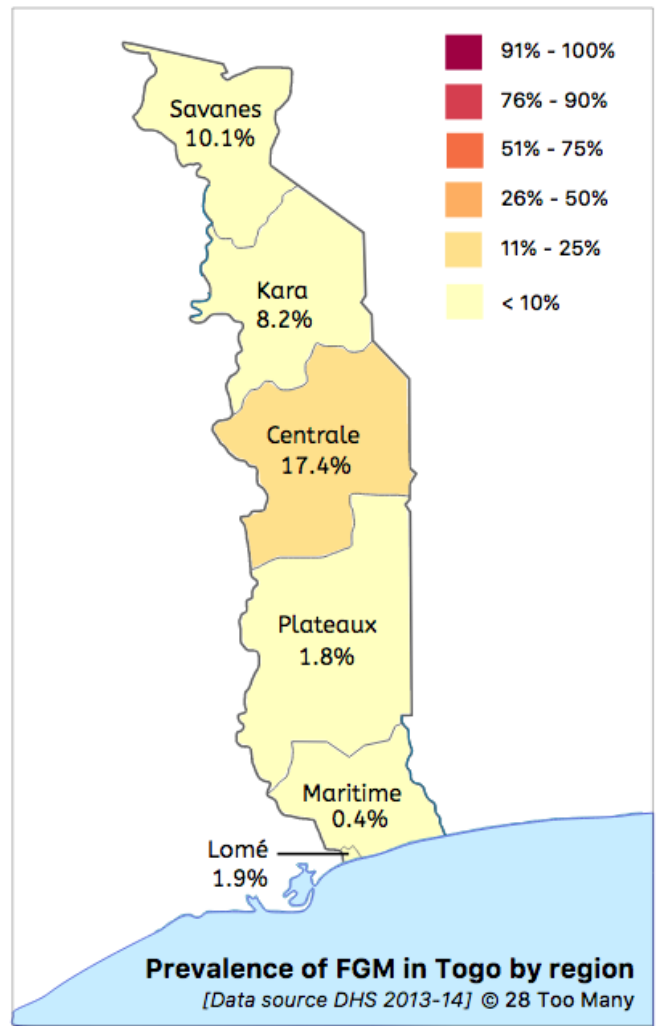 91% - 100%
76% - 90%
51% - 75%
26% - 50%
11% - 25%
< 10%
Savanes
10.1%
Kara
8.2%
Centrale
17.4%
Plateaux
1.8%
Maritime
0.4%
Lomé
1.9%
Prevalence of FGM in Togo by region
[Data source DHS 2013-14] © 28 Too Many